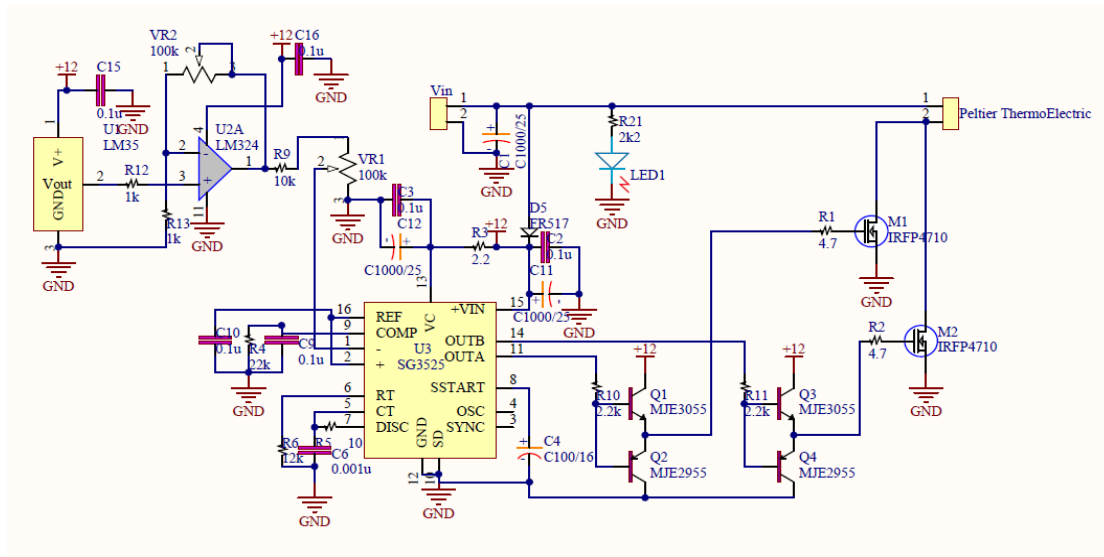 VR2
100k
2
1
3
+12
C16
0.1u
GND
+12
C15
0.1u
GND
U1
LM35
1
V+
Vout
GND
2
3
GND
R12
1k
R13
1k
4
U2A
LM324
2
-
3
+
1
11
GND
R9
10k
2
VR1
100k
3
GND
C3
0.1u
C12
- +
C1000/25
R3
2.2
+12
Vin
1
2
C1
C1000/25
+
-
GND
D5
FR517
C2
0.1u
C11
+ -
C1000/25
GND
R21
2k2
LED1
GND
1
2
Peltier ThermoElectric
R1
4.7
M1
IRFP4710
GND
R2
4.7
M2
IRFP4710
GND
13
VC
16
REF
9
COMP
1
-
2
+
U3
SG3525
6
RT
5
CT
7
DISC
10
GND
SD
12
10
GND
+VIN
15
OUTB
14
OUTA
11
SSTART
8
OSC
4
SYNC
3
C10
0.1u
R4
22k
C9
0.1u
GND
R6
12k
R5
C6
0.001u
GND
C4
C100/16
+
-
GND
R10
2.2k
+12
Q1
MJE3055
Q2
MJE2955
R11
2.2k
+12
Q3
MJE3055
Q4
MJE2955